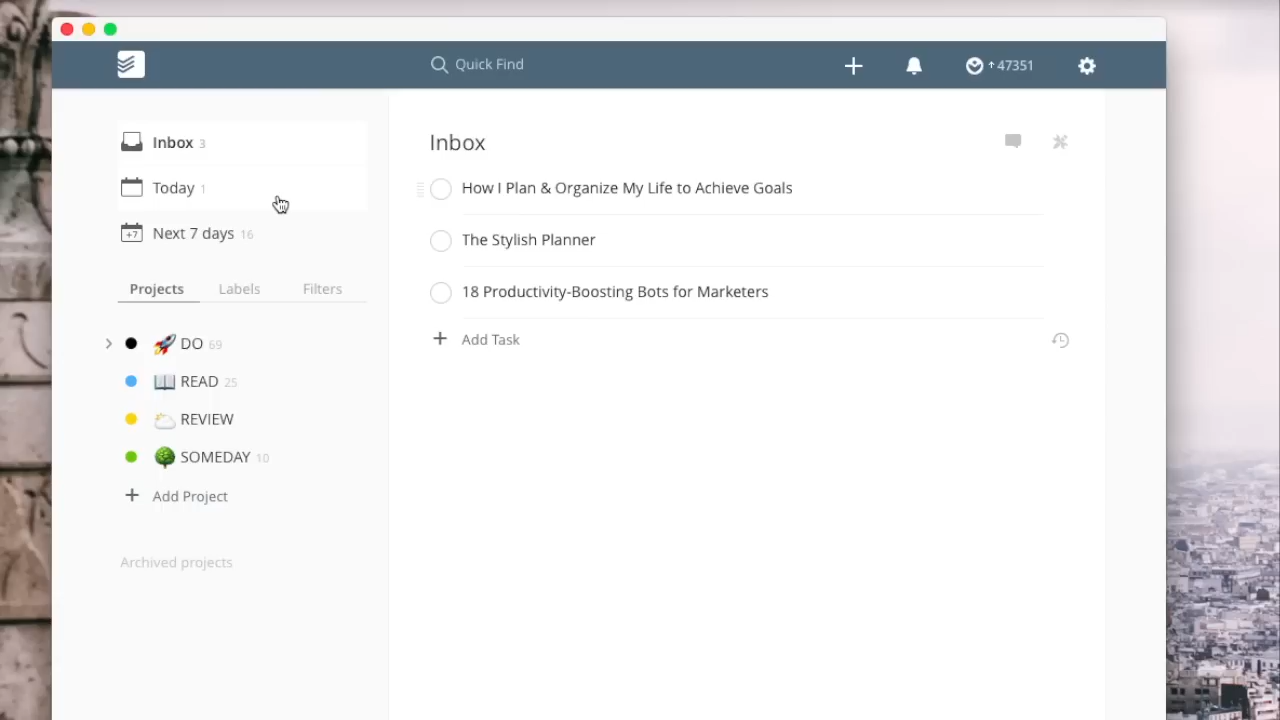 Quick Find
↑47351
Inbox 3
Today 1
+7 Next 7 days 16
Projects Labels Filters
DO 69
READ 25
REVIEW
SOMEDAY 10
+ Add Project
Archived projects
Inbox
How I Plan & Organize My Life to Achieve Goals
The Stylish Planner
18 Productivity-Boosting Bots for Marketers
+ Add Task